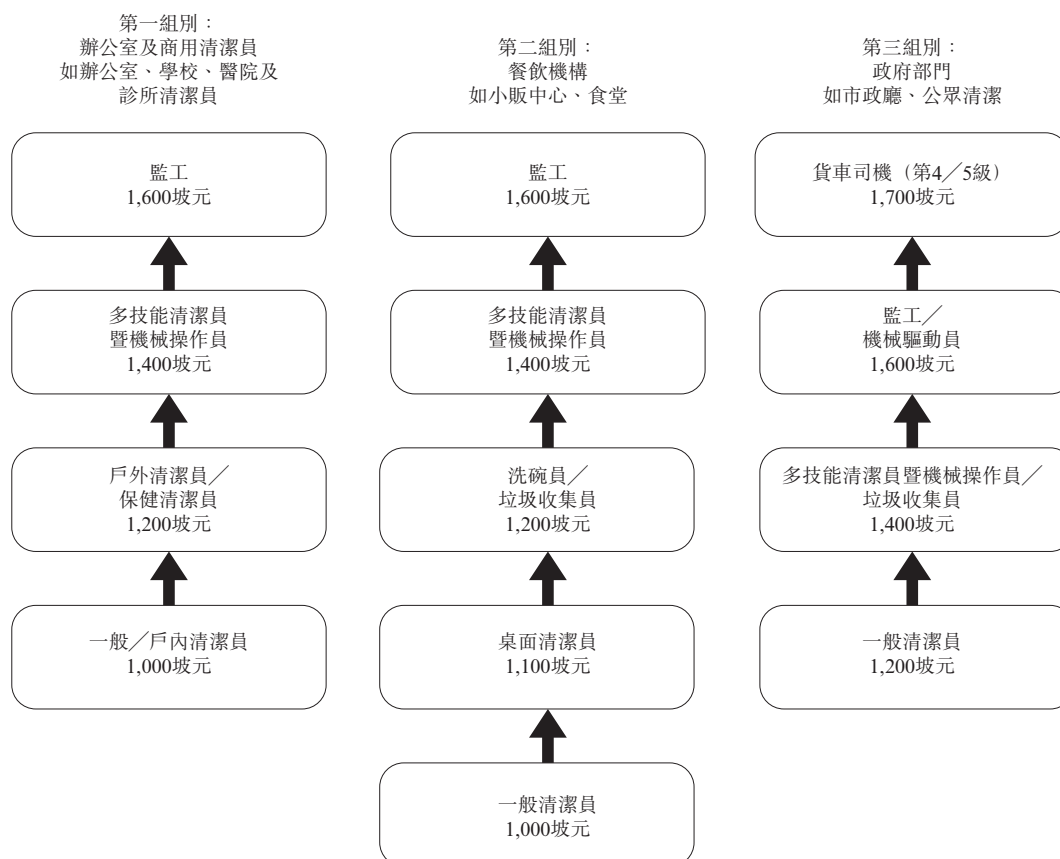 第一組別：
辦公室及商用清潔員
如辦公室、學校、醫院及
診所清潔員
監工
1,600坡元
多技能清潔員
暨機械操作員
1,400坡元
戶外清潔員／
保健清潔員
1,200坡元
一般／戶內清潔員
1,000坡元
第二組別：
餐飲機構
如小販中心、食堂
監工
1,600坡元
多技能清潔員
暨機械操作員
1,400坡元
洗碗員／
垃圾收集員
1,200坡元
桌面清潔員
1,100坡元
一般清潔員
1,000坡元
第三組別：
政府部門
如市政廳、公眾清潔
貨車司機（第4／5級）
1,700坡元
監工／
機械驅動員
1,600坡元
多技能清潔員暨機械操作員／
垃圾收集員
1,400坡元
一般清潔員
1,200坡元